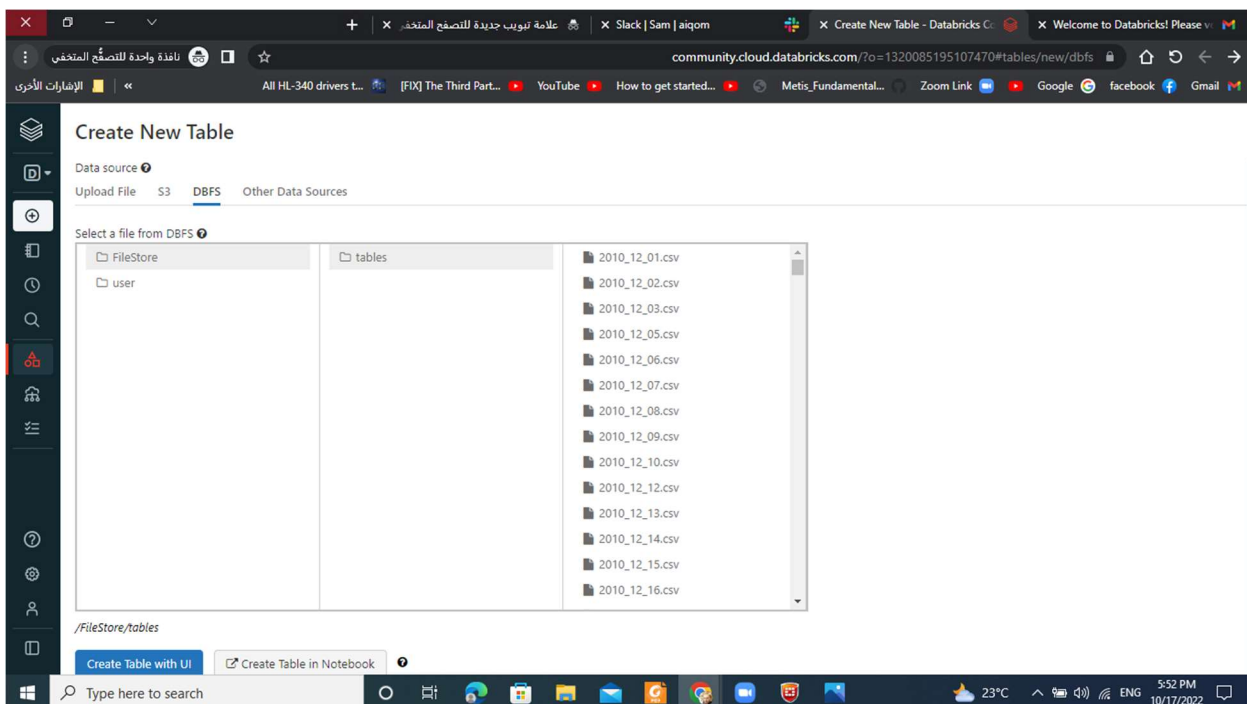 علامة تبويب جديدة للتصفح المتخفي
Slack | Sam | aiqom
Create New Table - Databricks Co
Welcome to Databricks! Please ve
نافذة واحدة للتصفُّح المتخفي
community.cloud.databricks.com/?o=1320085195107470#tables/new/dbfs
الإشارات الأخرى
»
All HL-340 drivers t...
[FIX] The Third Part...
YouTube
How to get started...
Metis_Fundamental...
Zoom Link
Google
facebook
Gmail
Create New Table
Data source
Upload File S3 DBFS Other Data Sources
Select a file from DBFS
FileStore
user
tables
2010_12_01.csv
2010_12_02.csv
2010_12_03.csv
2010_12_05.csv
2010_12_06.csv
2010_12_07.csv
2010_12_08.csv
2010_12_09.csv
2010_12_10.csv
2010_12_12.csv
2010_12_13.csv
2010_12_14.csv
2010_12_15.csv
2010_12_16.csv
/FileStore/tables
Create Table with UI
Create Table in Notebook
D
Type here to search
23°C
ENG
5:52 PM
10/17/2022